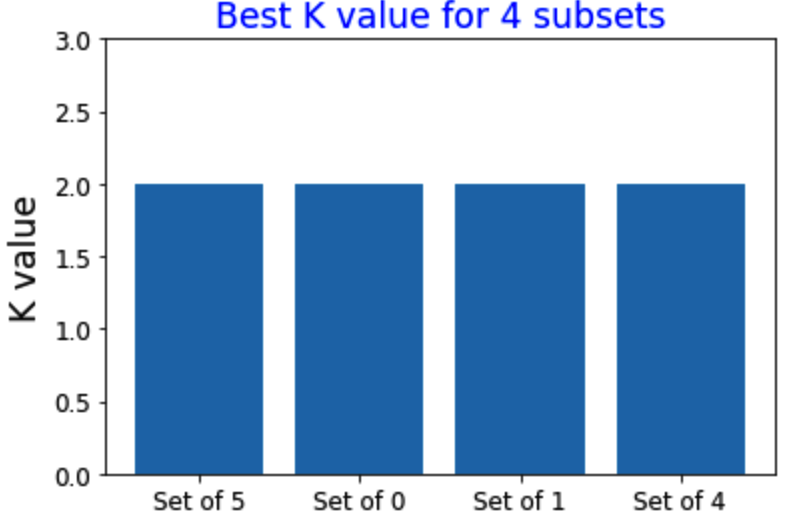 Best K value for 4 subsets
3.0
2.5
2.0
1.5
1.0
0.5
0.0
K value
Set of 5
Set of 0
Set of 1
Set of 4